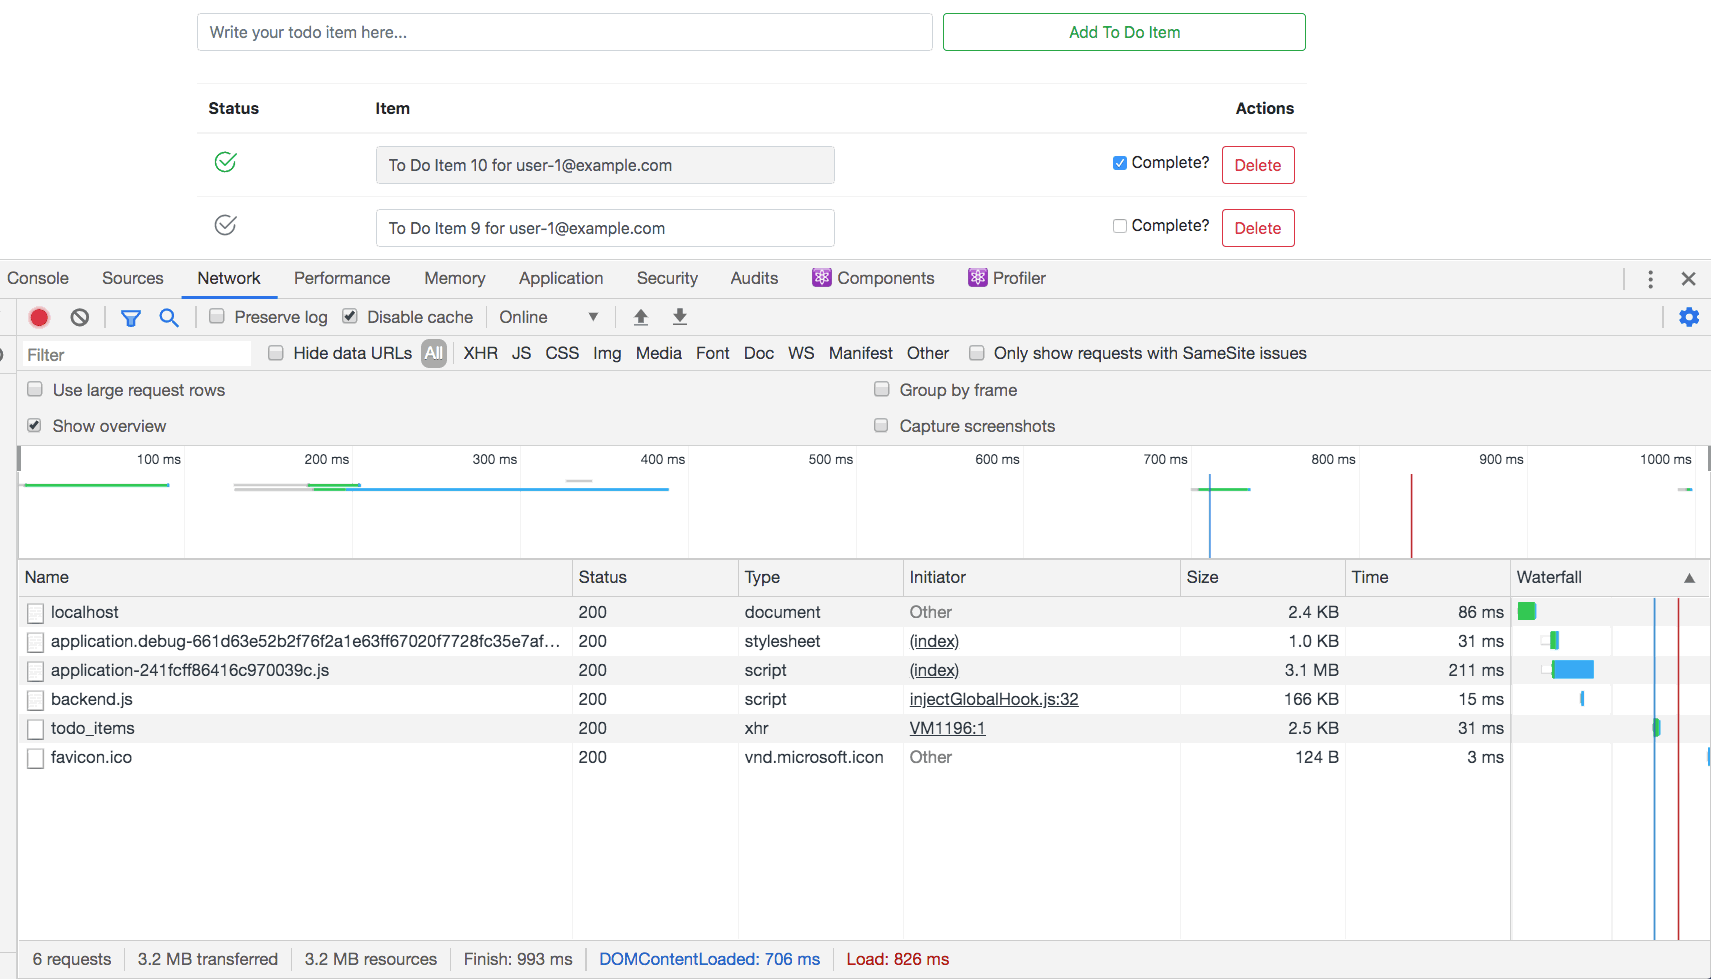 Write your todo item here... Add To Do Item
Status Item Actions
To Do Item 10 for user-1@example.com Complete? Delete
To Do Item 9 for user-1@example.com Complete? Delete
Console Sources Network Performance Memory Application Security Audits Components Profiler
Preserve log Disable cache Online
Filter Hide data URLs All XHR JS CSS Img Media Font Doc WS Manifest Other Only show requests with SameSite issues
Use large request rows Group by frame
Show overview Capture screenshots
100 ms 200 ms 300 ms 400 ms 500 ms 600 ms 700 ms 800 ms 900 ms 1000 ms
Name Status Type Initiator Size Time Waterfall
localhost 200 document Other 2.4 KB 86 ms
application.debug-661d63e52b2f76f2a1e63ff67020f7728fc35e7af... 200 stylesheet (index) 1.0 KB 31 ms
application-241fcff86416c970039c.js 200 script (index) 3.1 MB 211 ms
backend.js 200 script injectGlobalHook.js:32 166 KB 15 ms
todo_items 200 xhr VM1196:1 2.5 KB 31 ms
favicon.ico 200 vnd.microsoft.icon Other 124 B 3 ms
6 requests 3.2 MB transferred 3.2 MB resources Finish: 993 ms DOMContentLoaded: 706 ms Load: 826 ms